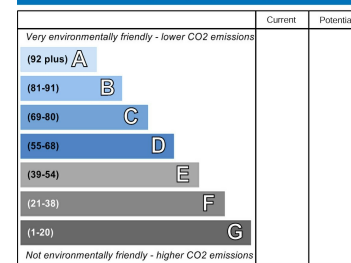 Current Potentia
Very environmentally friendly - lower CO2 emissions
(92 plus) A
(81-91) B
(69-80) C
(55-68) D
(39-54) E
(21-38) F
(1-20) G
Not environmentally friendly - higher CO2 emissions